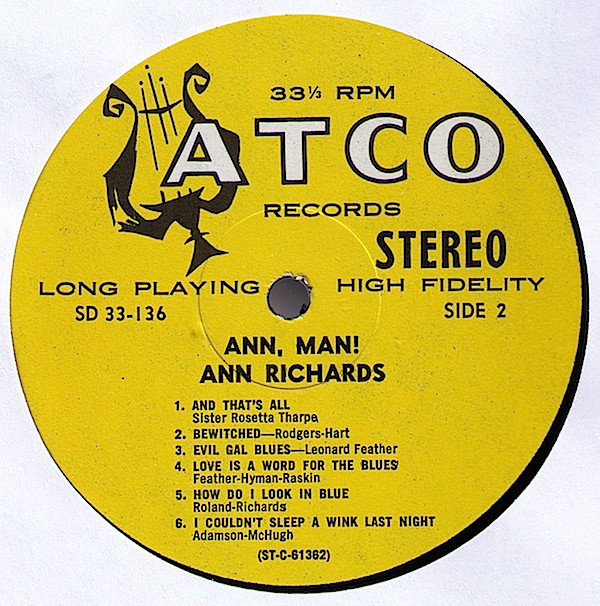 33⅓ RPM
ATCO
RECORDS
STEREO
LONG PLAYING HIGH FIDELITY
SD 33-136 SIDE 2
ANN, MAN!
ANN RICHARDS
1. AND THAT'S ALL
Sister Rosetta Tharpe
2. BEWITCHED—Rodgers-Hart
3. EVIL GAL BLUES—Leonard Feather
4. LOVE IS A WORD FOR THE BLUES
Feather-Hyman-Raskin
5. HOW DO I LOOK IN BLUE
Roland-Richards
6. I COULDN'T SLEEP A WINK LAST NIGHT
Adamson-McHugh
(ST-C-61362)